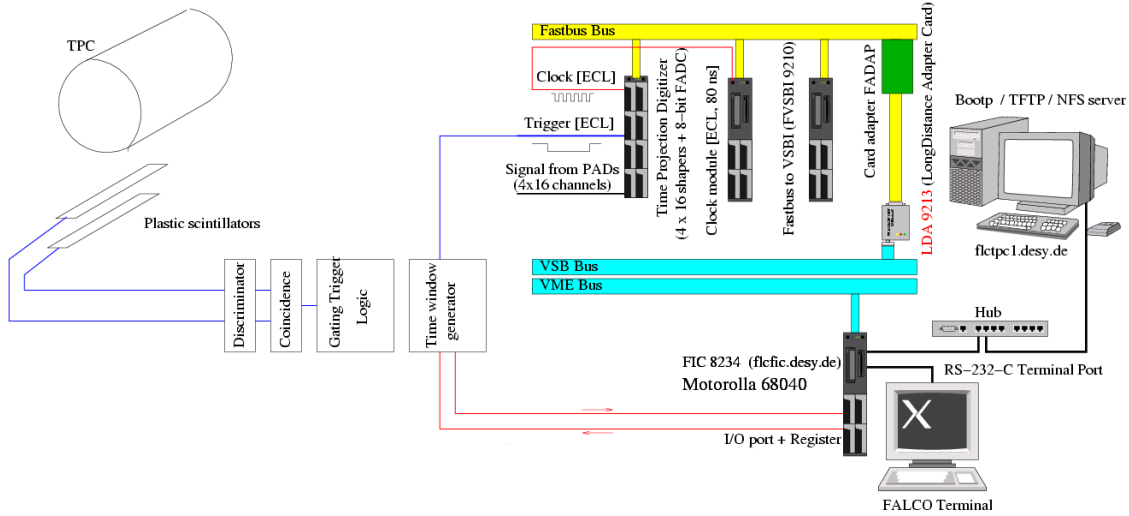 TPC
Fastbus Bus
Clock [ECL]
Trigger [ECL]
Signal from PADs
(4x16 channels)
Time Projection Digitizer
(4 x 16 shapers + 8-bit FADC)
Clock module [ECL, 80 ns]
Fastbus to VSBI (FVSBI 9210)
Card adapter FADAP
LDA 9213 (LongDistance Adapter Card)
Bootp / TFTP / NFS server
flctpc1.desy.de
Plastic scintillators
VSB Bus
VME Bus
Discriminator
Coincidence
Gating Trigger
Logic
Time window
generator
Hub
FIC 8234 (flcfic.desy.de)
Motorolla 68040
RS-232-C Terminal Port
I/O port + Register
X
FALCO Terminal